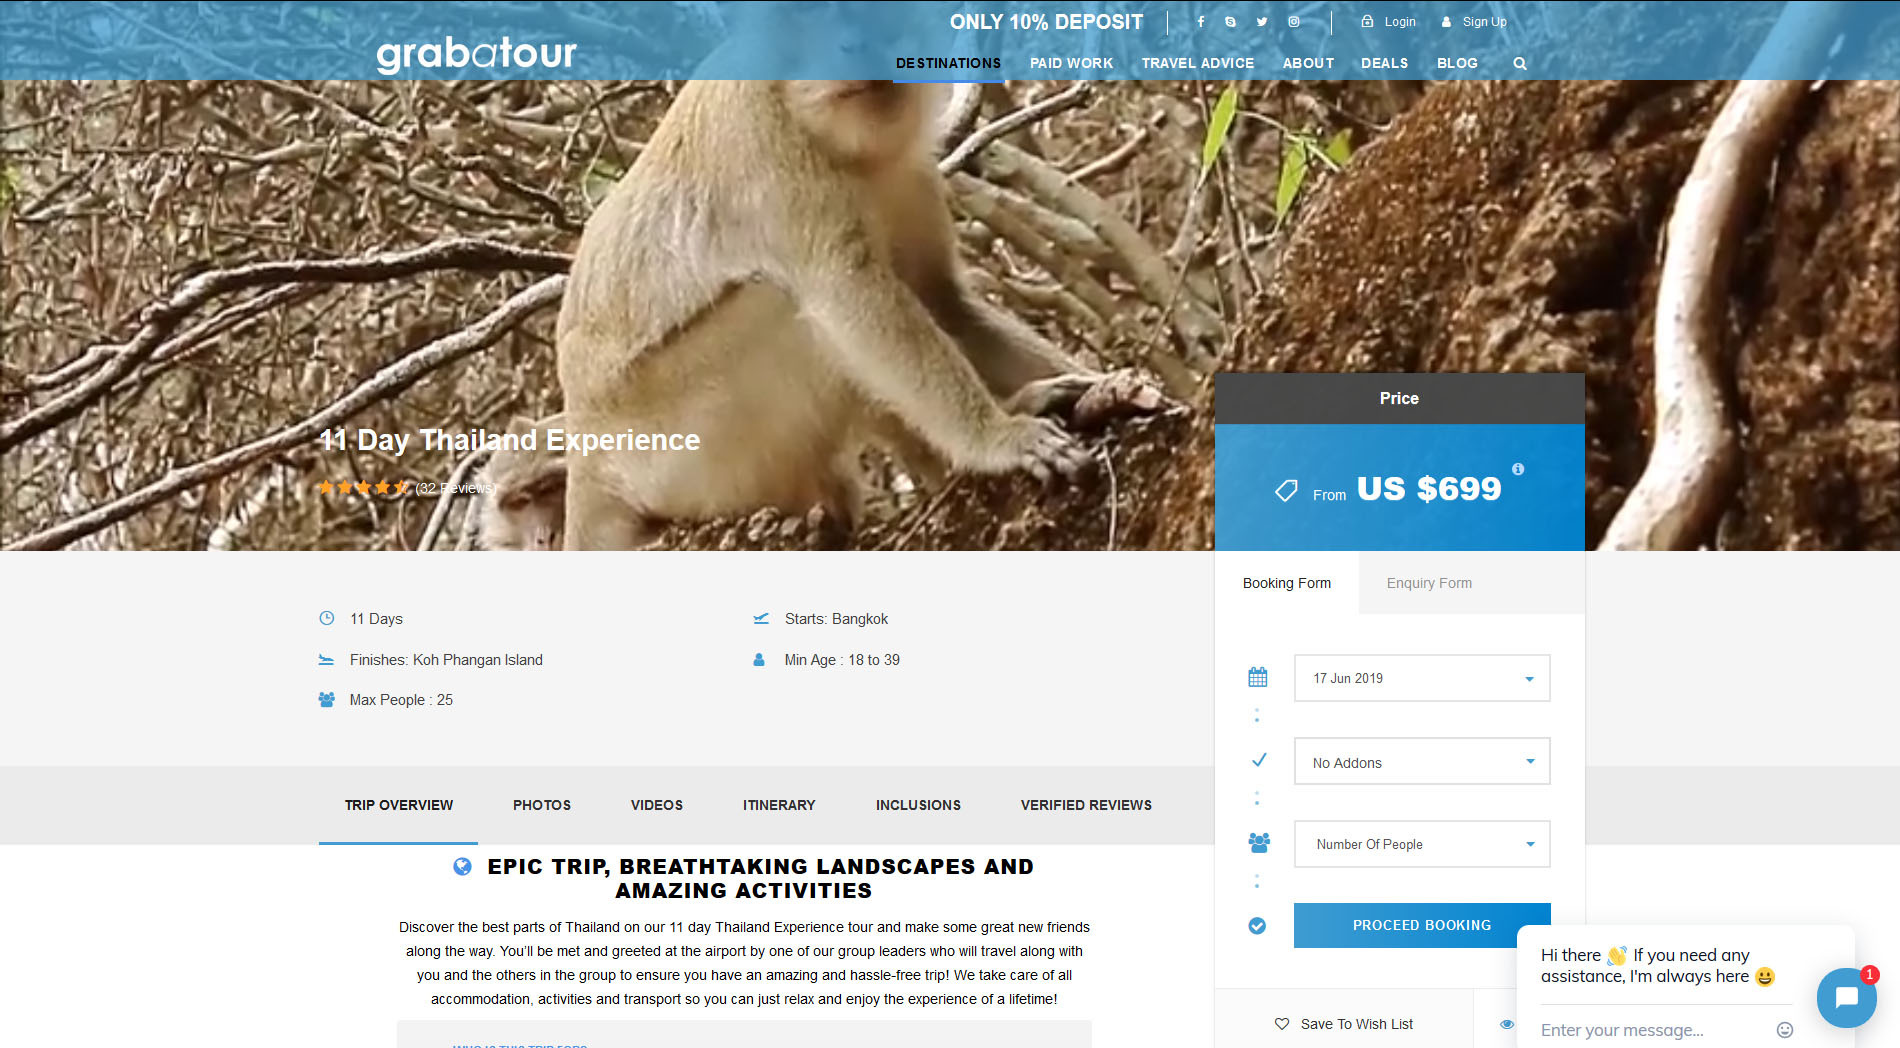 ONLY 10% DEPOSIT
Login
Sign Up
grabatour
DESTINATIONS
PAID WORK
TRAVEL ADVICE
ABOUT
DEALS
BLOG
11 Day Thailand Experience
(32 Reviews)
Price
From US $699
Booking Form
Enquiry Form
11 Days
Starts: Bangkok
Finishes: Koh Phangan Island
Min Age : 18 to 39
Max People : 25
17 Jun 2019
No Addons
Number Of People
PROCEED BOOKING
TRIP OVERVIEW
PHOTOS
VIDEOS
ITINERARY
INCLUSIONS
VERIFIED REVIEWS
EPIC TRIP, BREATHTAKING LANDSCAPES AND
AMAZING ACTIVITIES
Discover the best parts of Thailand on our 11 day Thailand Experience tour and make some great new friends
along the way. You’ll be met and greeted at the airport by one of our group leaders who will travel along with
you and the others in the group to ensure you have an amazing and hassle-free trip! We take care of all
accommodation, activities and transport so you can just relax and enjoy the experience of a lifetime!
WHO IS THIS TRIP FOR?
Save To Wish List
Hi there 👋 If you need any
assistance, I'm always here 😀
Enter your message...
1